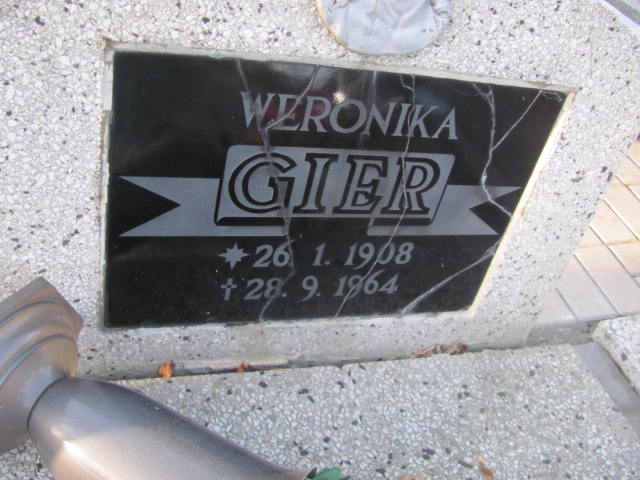 WERONIKA
GIER
* 26. 1. 1908
† 28. 9. 1964